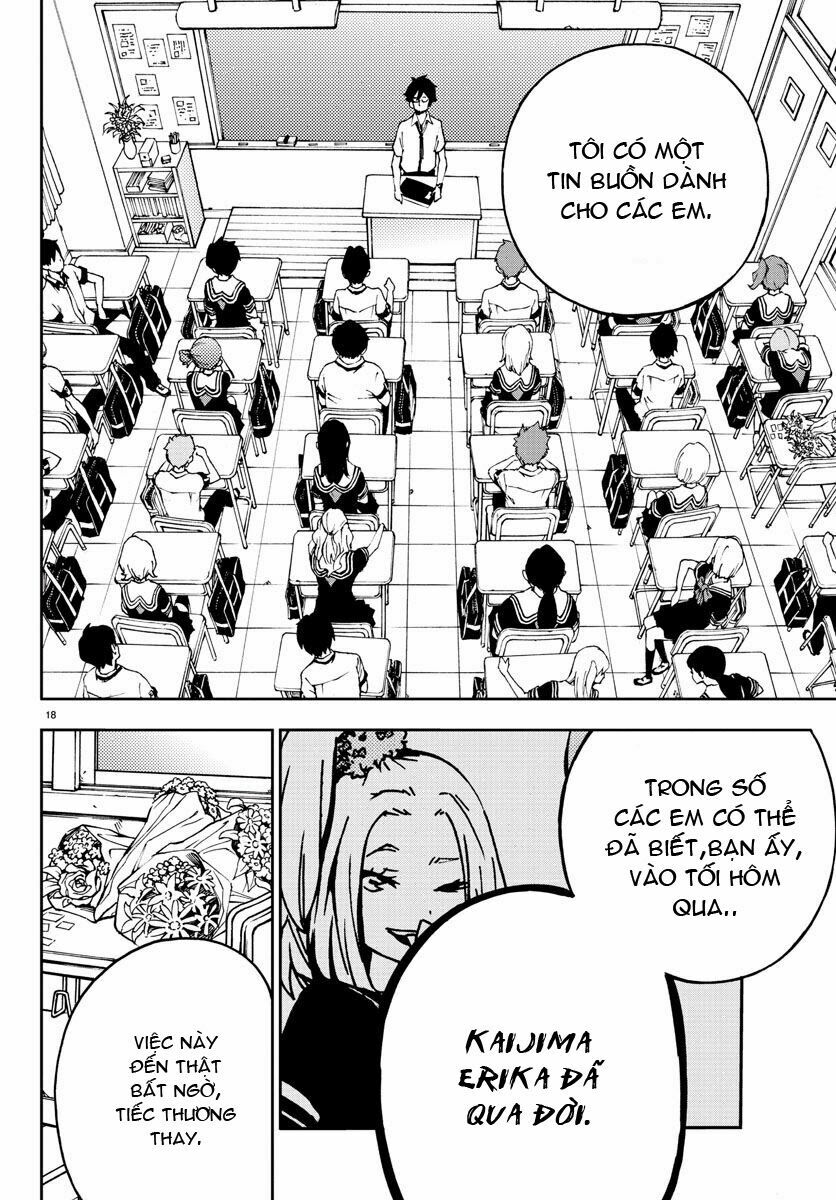 TÔI CÓ MỘT
TIN BUỒN DÀNH
CHO CÁC EM.
18
TRONG SỐ
CÁC EM CÓ THỂ
ĐÃ BIẾT,BẠN ẤY,
VÀO TỐI HÔM
QUA..
KAIJIMA
ERIKA ĐÃ
QUA ĐỜI.
VIỆC NÀY
ĐẾN THẬT
BẤT NGỜ,
TIẾC THƯƠNG
THAY.